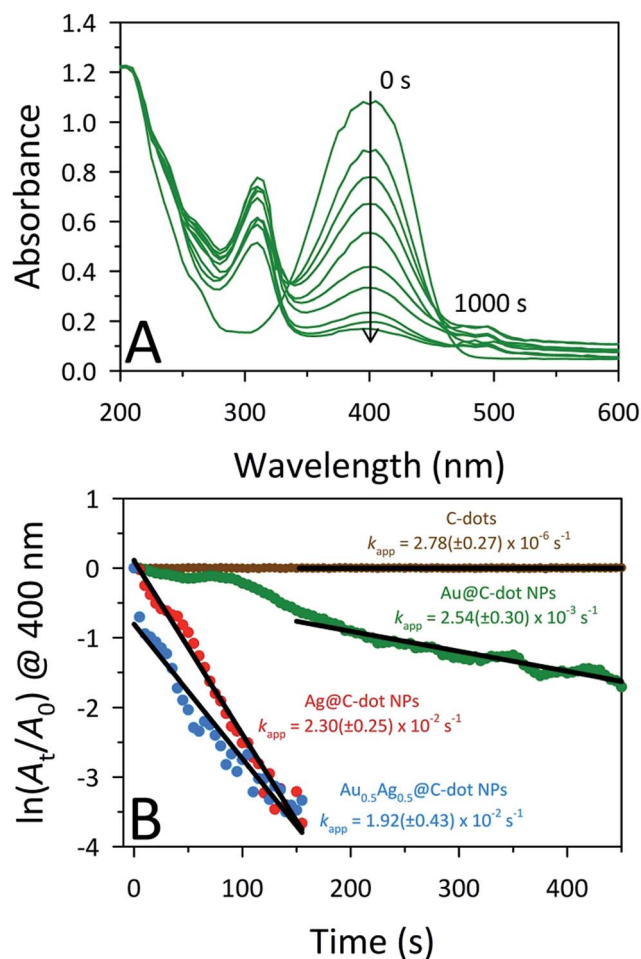 1.4
1.2
1.0
0.8
0.6
0.4
0.2
0.0
Absorbance
0 s
1000 s
A
200 300 400 500 600
Wavelength (nm)
1
0
-1
-2
-3
-4
ln(Aₜ/A₀) @ 400 nm
C-dots
kₐₚₚ = 2.78(±0.27) x 10⁻⁶ s⁻¹
Au@C-dot NPs
kₐₚₚ = 2.54(±0.30) x 10⁻³ s⁻¹
Ag@C-dot NPs
kₐₚₚ = 2.30(±0.25) x 10⁻² s⁻¹
Au₀.₅Ag₀.₅@C-dot NPs
kₐₚₚ = 1.92(±0.43) x 10⁻² s⁻¹
B
0 100 200 300 400
Time (s)